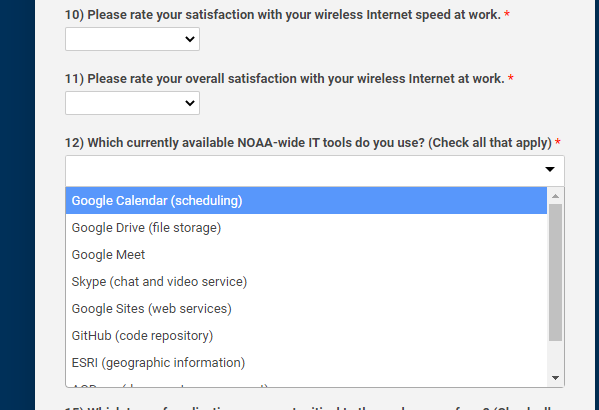 10) Please rate your satisfaction with your wireless Internet speed at work. *
11) Please rate your overall satisfaction with your wireless Internet at work. *
12) Which currently available NOAA-wide IT tools do you use? (Check all that apply) *
Google Calendar (scheduling)
Google Drive (file storage)
Google Meet
Skype (chat and video service)
Google Sites (web services)
GitHub (code repository)
ESRI (geographic information)